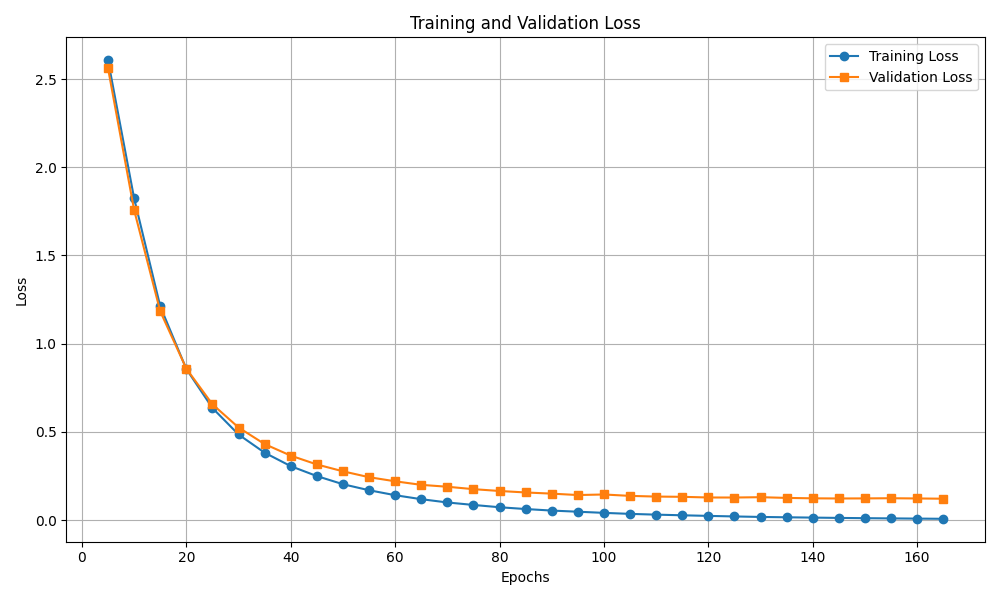 Training and Validation Loss
Training Loss
Validation Loss
Loss
2.5
2.0
1.5
1.0
0.5
0.0
0 20 40 60 80 100 120 140 160
Epochs